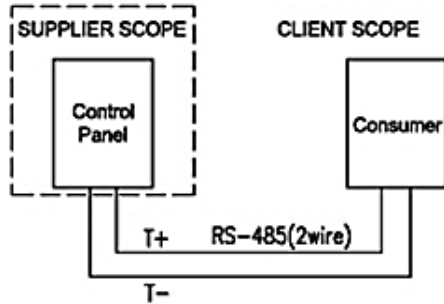 SUPPLIER SCOPE
CLIENT SCOPE
Control
Panel
Consumer
T+
RS-485(2wire)
T-